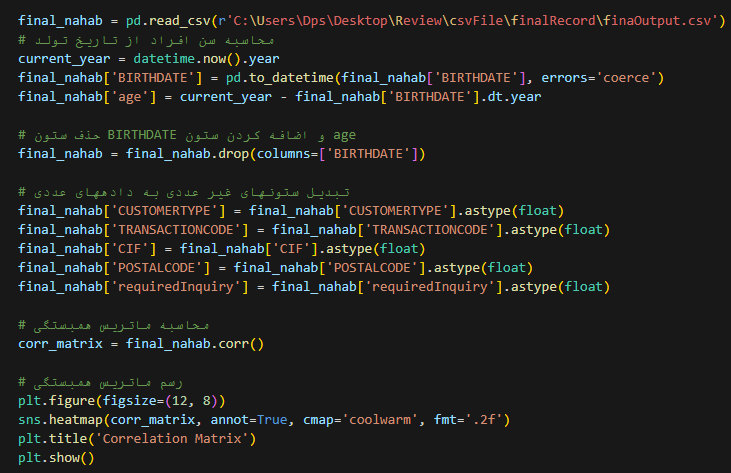 final_nahab = pd.read_csv(r'C:\Users\Dps\Desktop\Review\csvFile\finalRecord\finaOutput.csv')
# محاسبه سن افراد از تاریخ تولد
current_year = datetime.now().year
final_nahab['BIRTHDATE'] = pd.to_datetime(final_nahab['BIRTHDATE'], errors='coerce')
final_nahab['age'] = current_year - final_nahab['BIRTHDATE'].dt.year
# حذف ستون BIRTHDATE و اضافه کردن ستون age
final_nahab = final_nahab.drop(columns=['BIRTHDATE'])
# تبدیل ستونهای غیر عددی به دادههای عددی
final_nahab['CUSTOMERTYPE'] = final_nahab['CUSTOMERTYPE'].astype(float)
final_nahab['TRANSACTIONCODE'] = final_nahab['TRANSACTIONCODE'].astype(float)
final_nahab['CIF'] = final_nahab['CIF'].astype(float)
final_nahab['POSTALCODE'] = final_nahab['POSTALCODE'].astype(float)
final_nahab['requiredInquiry'] = final_nahab['requiredInquiry'].astype(float)
# محاسبه ماتریس همبستگی
corr_matrix = final_nahab.corr()
# رسم ماتریس همبستگی
plt.figure(figsize=(12, 8))
sns.heatmap(corr_matrix, annot=True, cmap='coolwarm', fmt='.2f')
plt.title('Correlation Matrix')
plt.show()